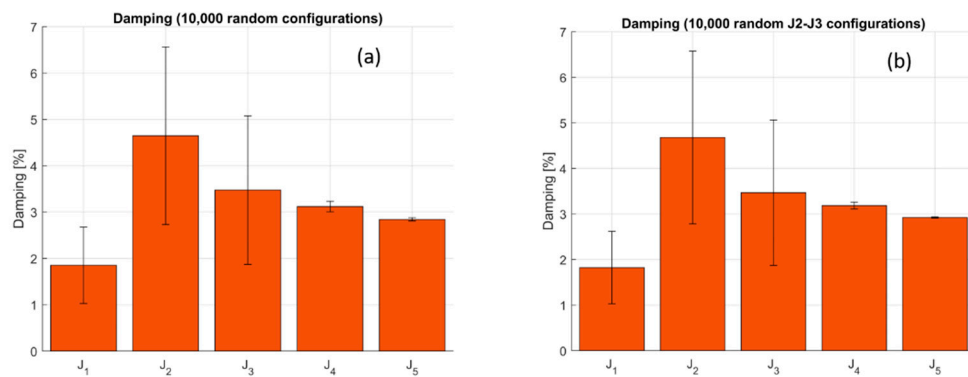 Damping (10,000 random configurations)
(a)
Damping [%]
7
6
5
4
3
2
1
0
J1 J2 J3 J4 J5
Damping (10,000 random J2-J3 configurations)
(b)
Damping [%]
7
6
5
4
3
2
1
0
J1 J2 J3 J4 J5